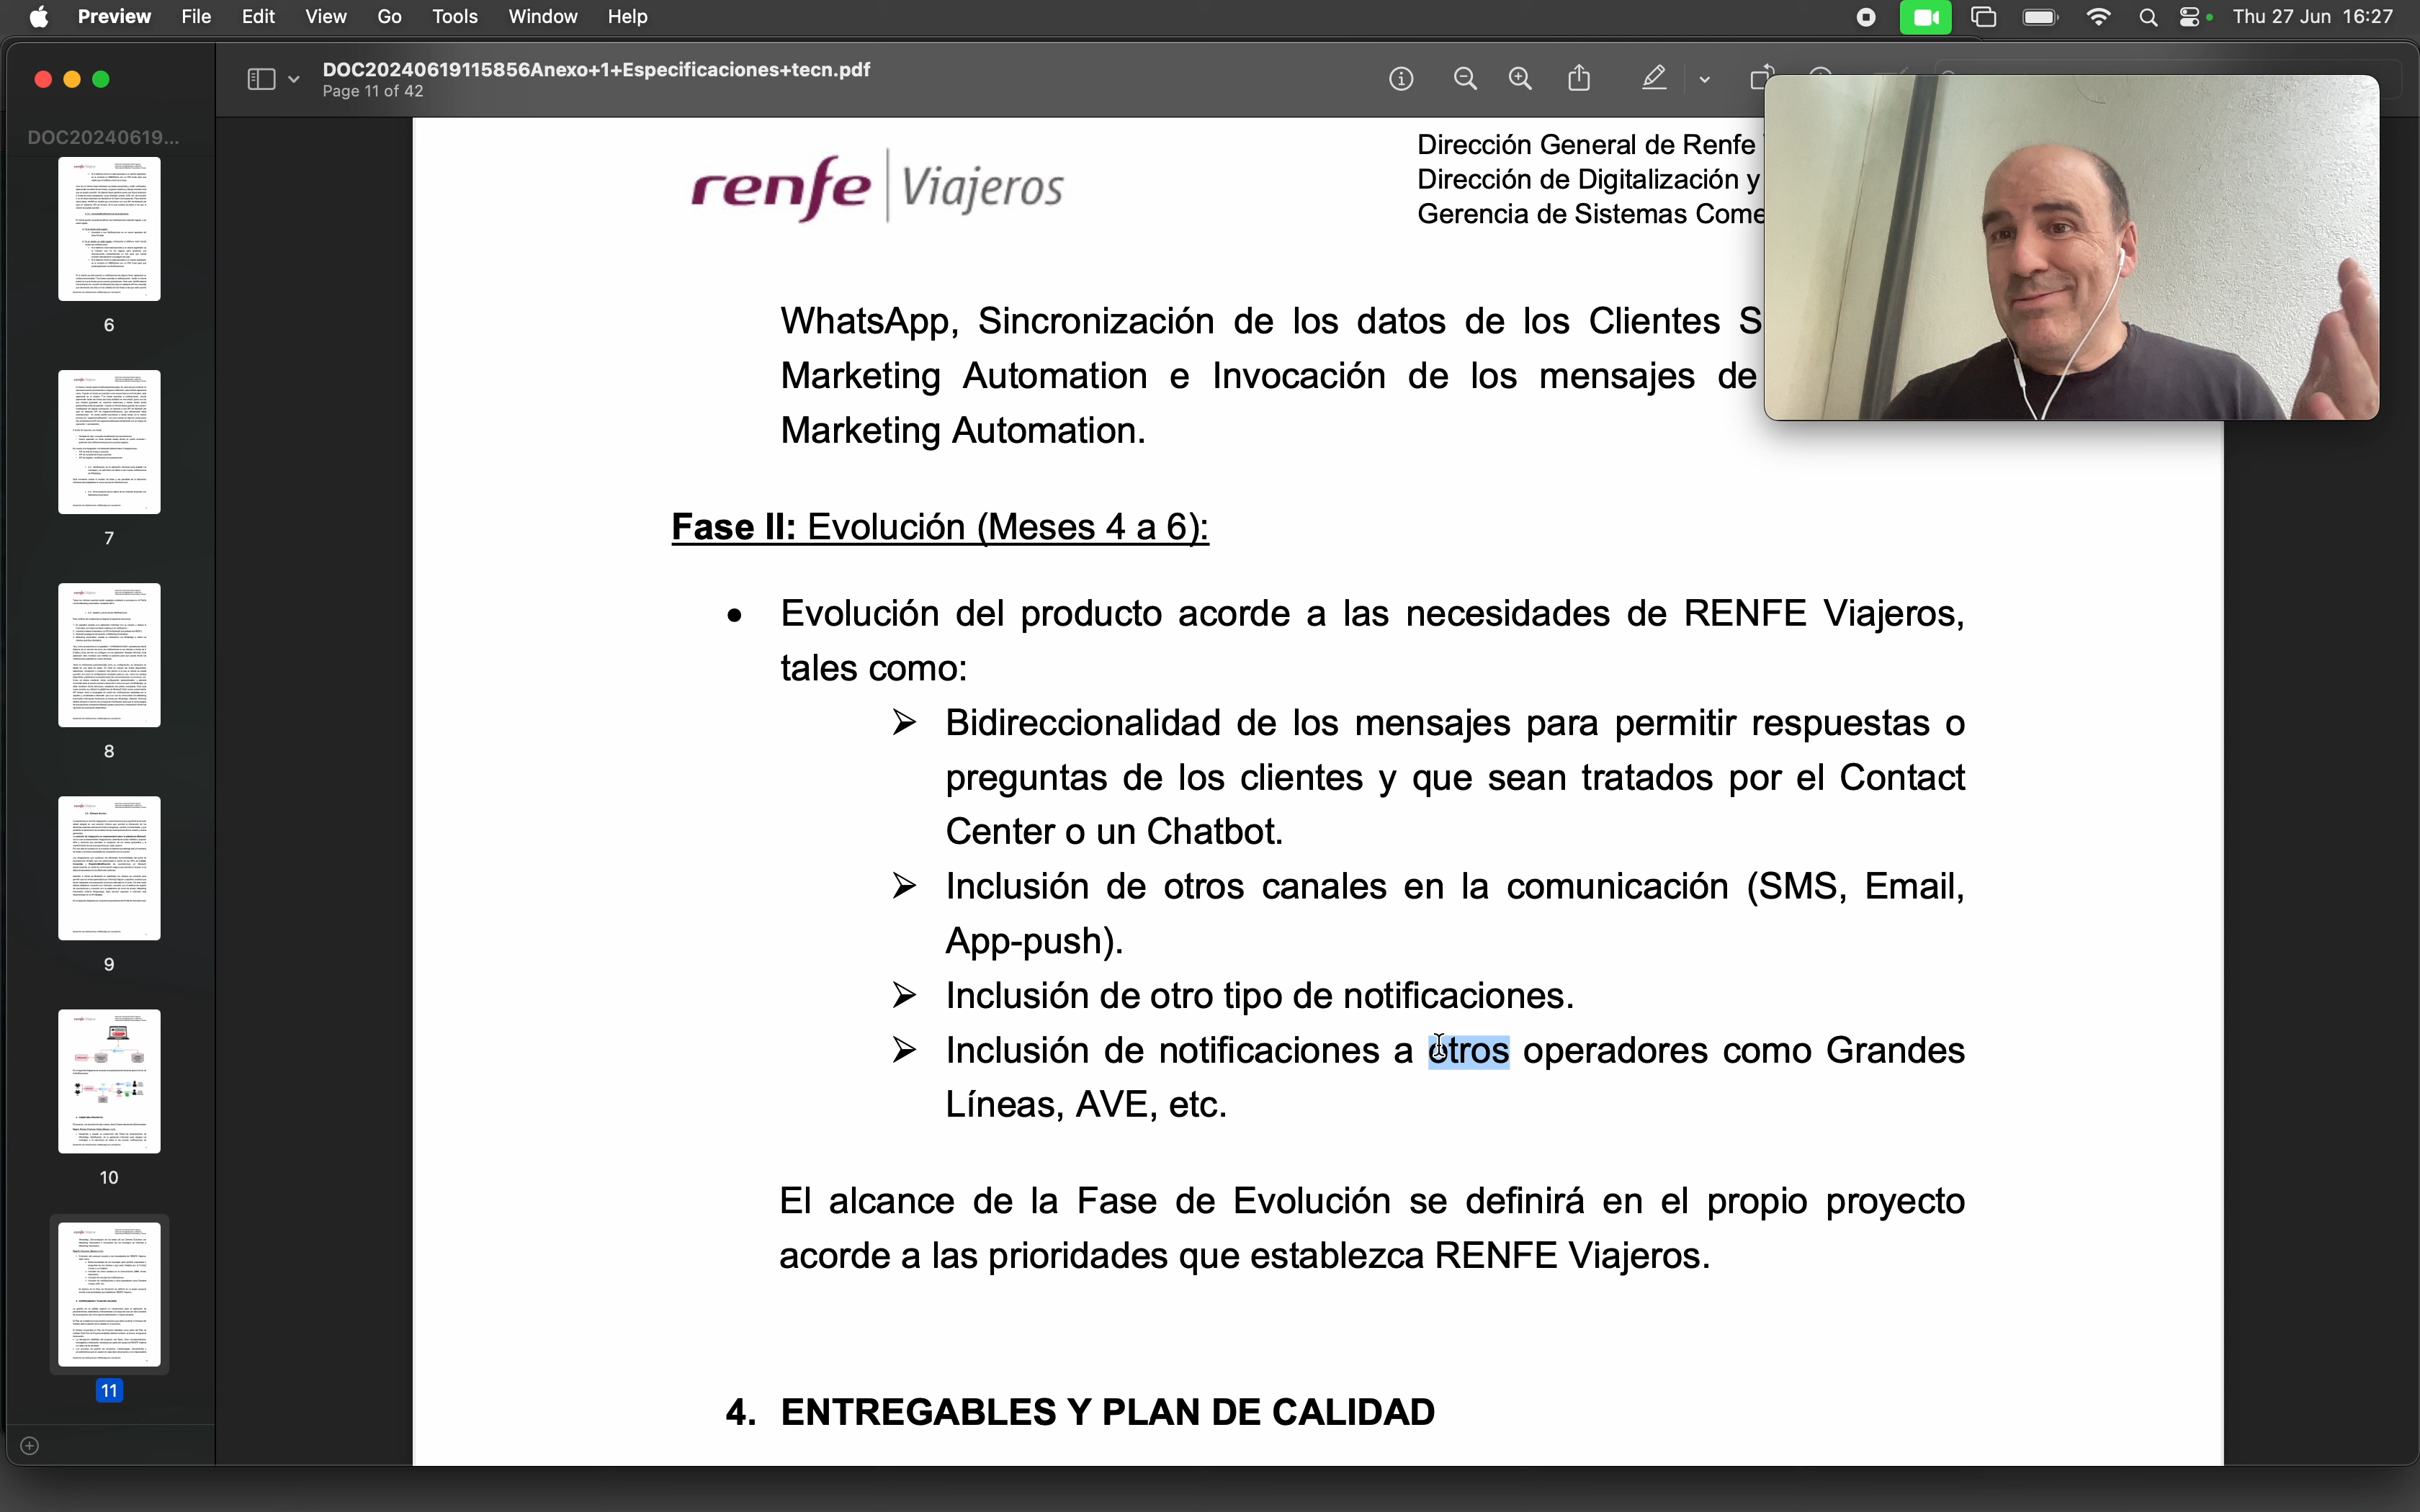 Preview File Edit View Go Tools Window Help Thu 27 Jun 16:27
DOC20240619115856Anexo+1+Especificaciones+tecn.pdf
Page 11 of 42
DOC20240619...
6
7
8
9
10
11
renfe Viajeros
Dirección General de Renfe
Dirección de Digitalización y
Gerencia de Sistemas Come
WhatsApp, Sincronización de los datos de los Clientes S
Marketing Automation e Invocación de los mensajes de
Marketing Automation.
Fase II: Evolución (Meses 4 a 6):
• Evolución del producto acorde a las necesidades de RENFE Viajeros,
tales como:
➢ Bidireccionalidad de los mensajes para permitir respuestas o
preguntas de los clientes y que sean tratados por el Contact
Center o un Chatbot.
➢ Inclusión de otros canales en la comunicación (SMS, Email,
App-push).
➢ Inclusión de otro tipo de notificaciones.
➢ Inclusión de notificaciones a otros operadores como Grandes
Líneas, AVE, etc.
El alcance de la Fase de Evolución se definirá en el propio proyecto
acorde a las prioridades que establezca RENFE Viajeros.
4. ENTREGABLES Y PLAN DE CALIDAD